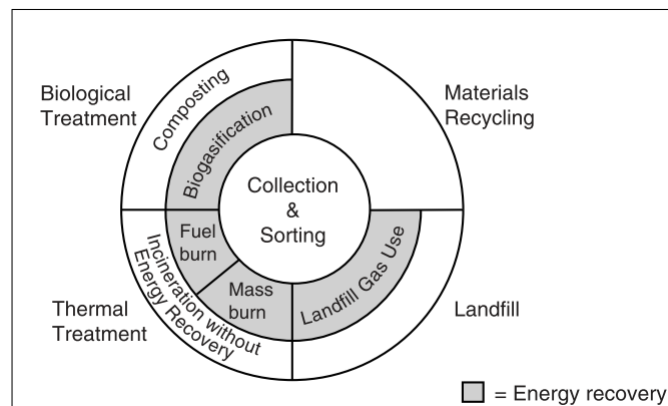 Biological
Treatment
Composting
Biogasification
Materials
Recycling
Collection
&
Sorting
Fuel
burn
Mass
burn
Incineration without
Energy Recovery
Landfill Gas Use
Thermal
Treatment
Landfill
= Energy recovery